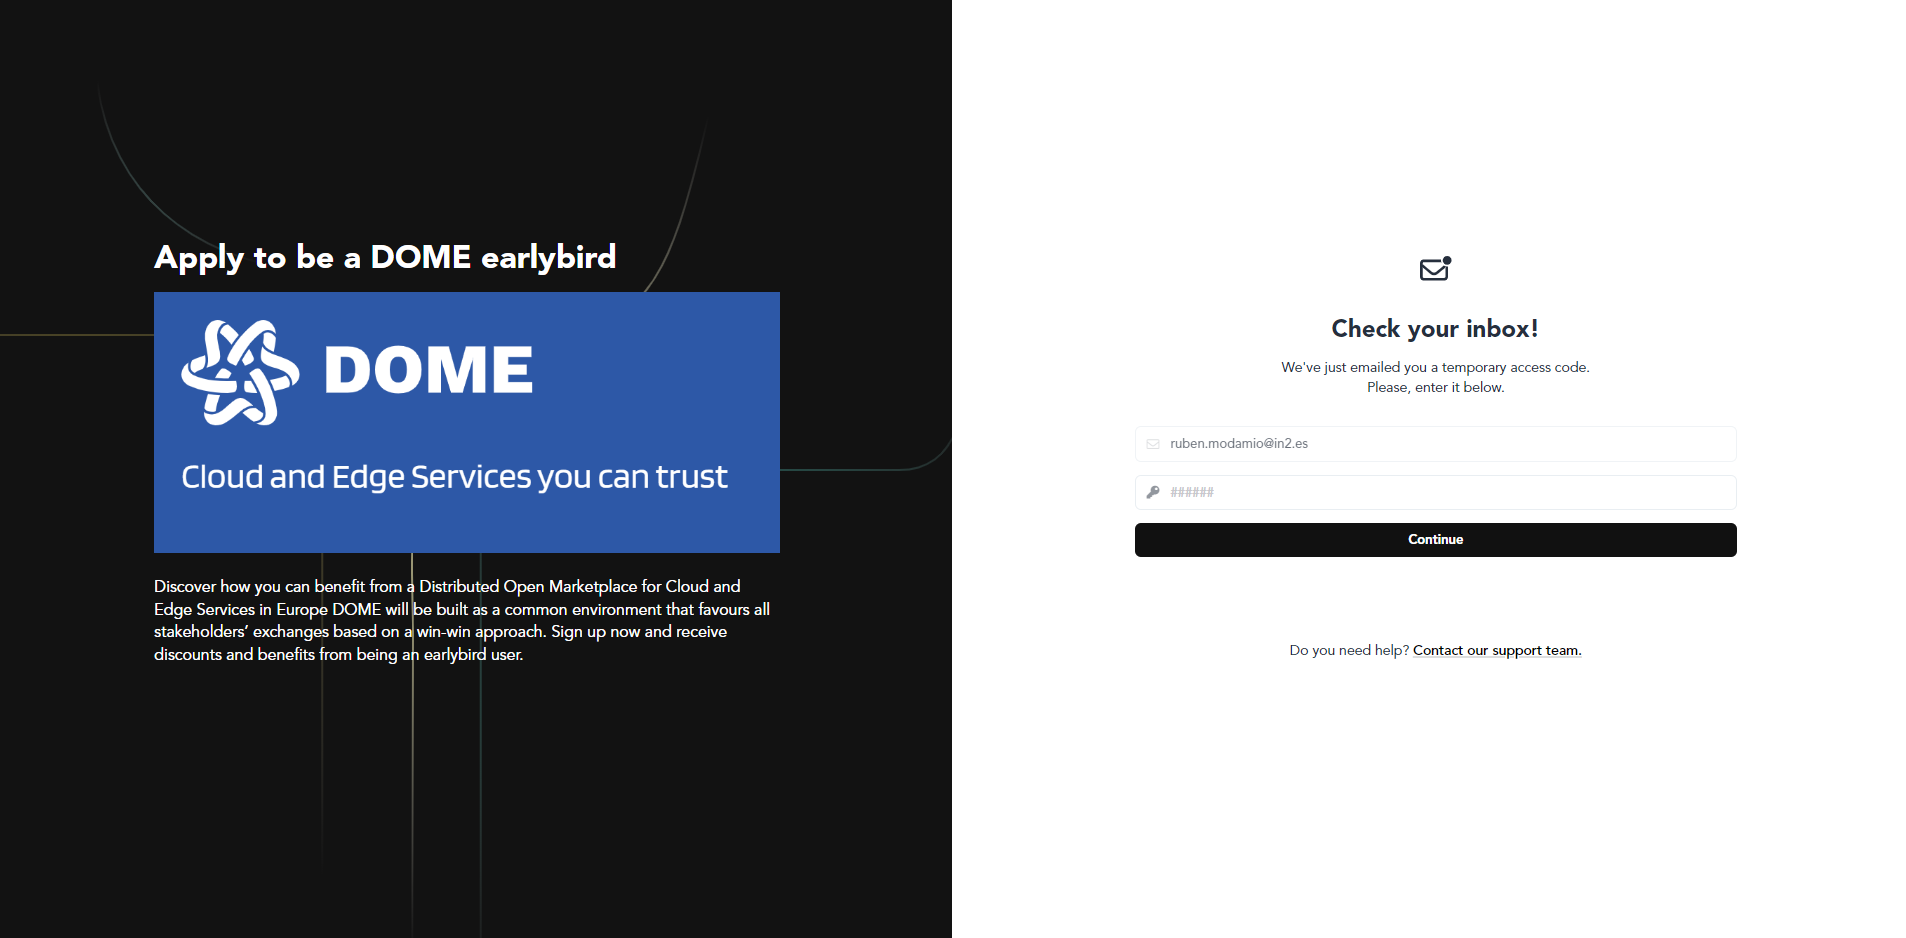 Apply to be a DOME earlybird
DOME
Cloud and Edge Services you can trust
Discover how you can benefit from a Distributed Open Marketplace for Cloud and
Edge Services in Europe DOME will be built as a common environment that favours all
stakeholders’ exchanges based on a win-win approach. Sign up now and receive
discounts and benefits from being an earlybird user.
Check your inbox!
We've just emailed you a temporary access code.
Please, enter it below.
ruben.modamio@in2.es
######
Continue
Do you need help? Contact our support team.